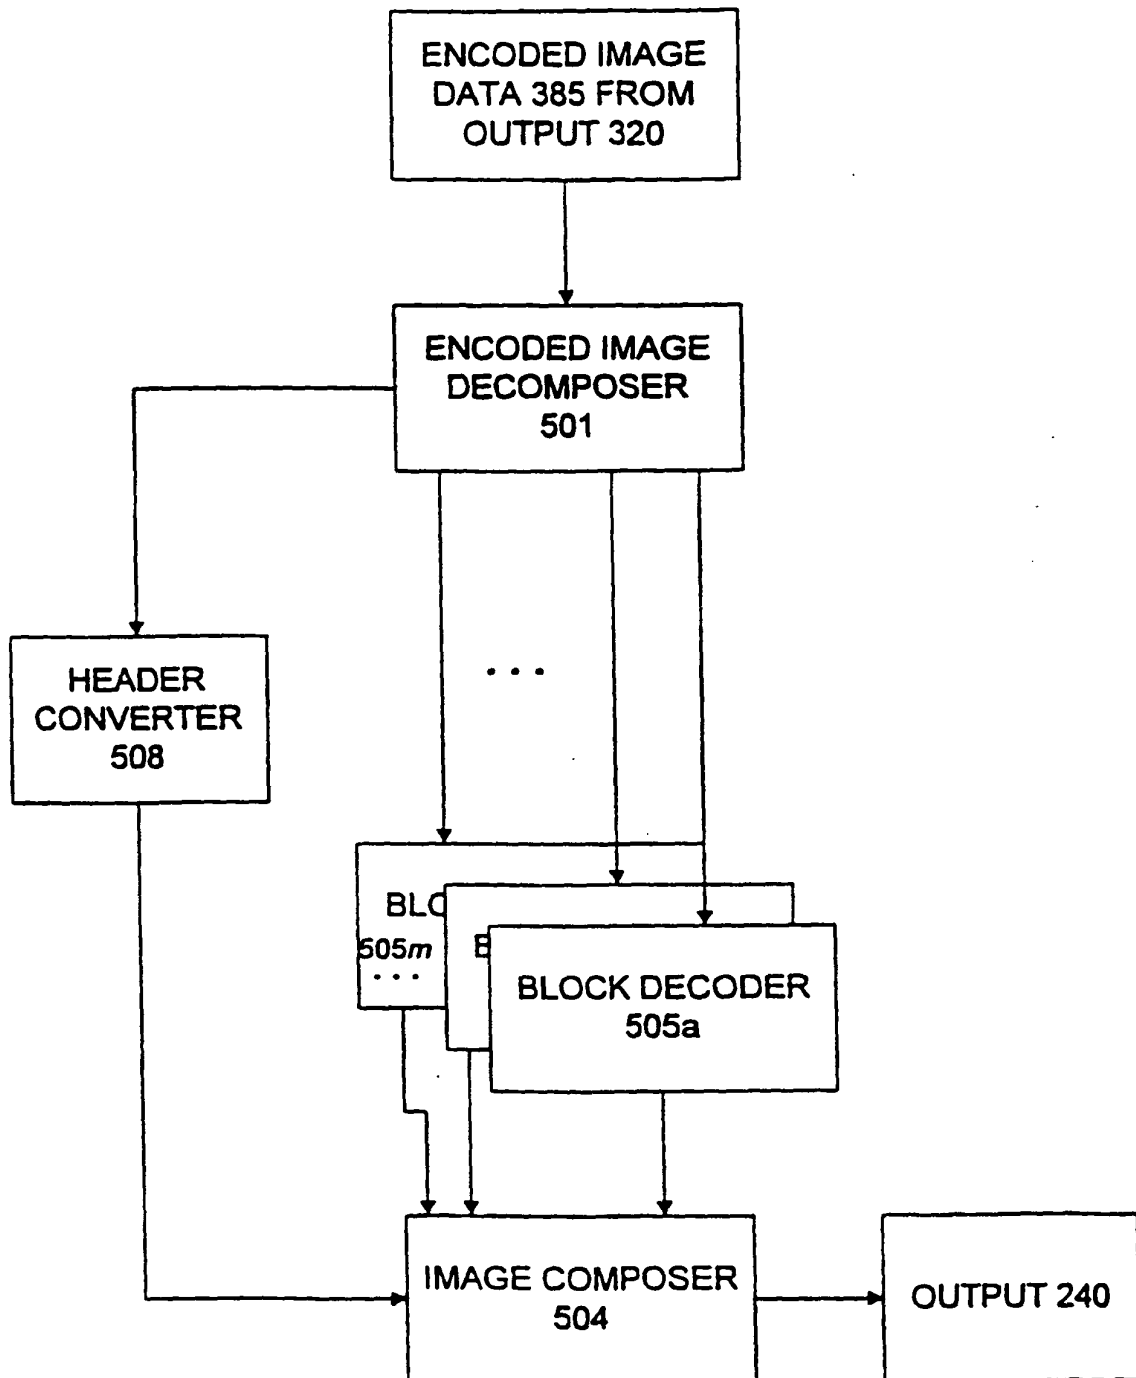 ENCODED IMAGE
DATA 385 FROM
OUTPUT 320
ENCODED IMAGE
DECOMPOSER
501
. . .
HEADER
CONVERTER
508
BLO
505m
. . .
E
BLOCK DECODER
505a
IMAGE COMPOSER
504
OUTPUT 240